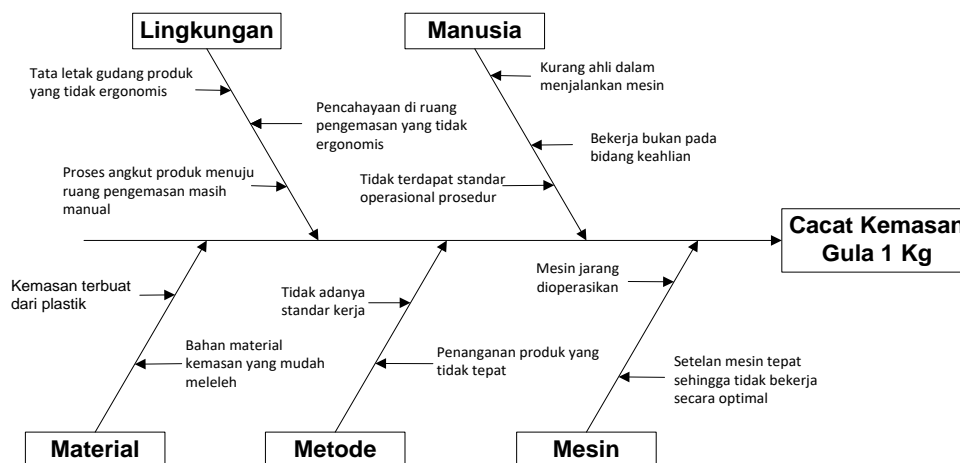 Lingkungan
Manusia
Tata letak gudang produk
yang tidak ergonomis
Pencahayaan di ruang
pengemasan yang tidak
ergonomis
Proses angkut produk menuju
ruang pengemasan masih
manual
Kurang ahli dalam
menjalankan mesin
Bekerja bukan pada
bidang keahlian
Tidak terdapat standar
operasional prosedur
Cacat Kemasan
Gula 1 Kg
Kemasan terbuat
dari plastik
Bahan material
kemasan yang mudah
meleleh
Tidak adanya
standar kerja
Penanganan produk yang
tidak tepat
Mesin jarang
dioperasikan
Setelan mesin tepat
sehingga tidak bekerja
secara optimal
Material
Metode
Mesin